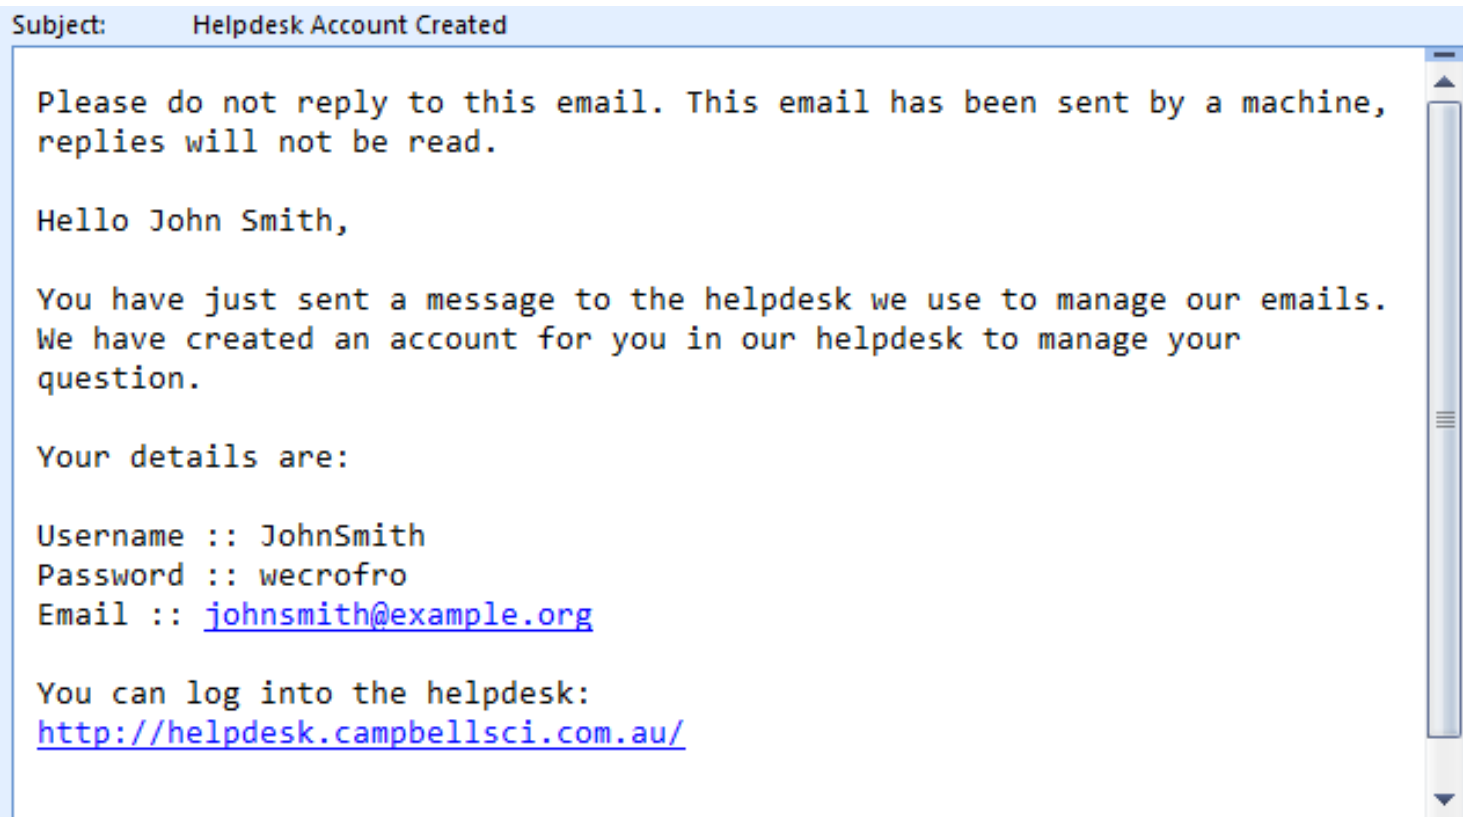 Subject: Helpdesk Account Created
Please do not reply to this email. This email has been sent by a machine,
replies will not be read.
Hello John Smith,
You have just sent a message to the helpdesk we use to manage our emails.
We have created an account for you in our helpdesk to manage your
question.
Your details are:
Username :: JohnSmith
Password :: wecrofro
Email :: johnsmith@example.org
You can log into the helpdesk:
http://helpdesk.campbellsci.com.au/